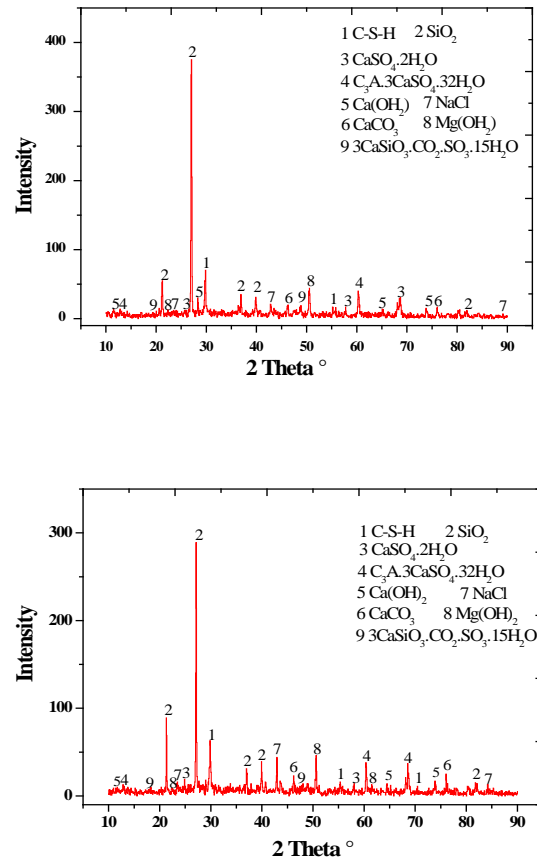 1 C-S-H 2 SiO₂
3 CaSO₄.2H₂O
4 C₃A.3CaSO₄.32H₂O
5 Ca(OH₂) 7 NaCl
6 CaCO₃ 8 Mg(OH₂)
9 3CaSiO₃.CO₂.SO₃.15H₂O
400
300
200
100
0
Intensity
2
2
5 4 9 8 7 6 5 1 2 2 7 6 9 8 1 3 4 5 3 5 6 2 7
10 20 30 40 50 60 70 80 90
2 Theta °
1 C-S-H 2 SiO₂
3 CaSO₄.2H₂O
4 C₃A.3CaSO₄.32H₂O
5 Ca(OH)₂ 7 NaCl
6 CaCO₃ 8 Mg(OH)₂
9 3CaSiO₃.CO₂.SO₃.15H₂O
300
200
100
0
Intensity
2
2
5 4 9 8 7 3 1 2 2 7 6 9 8 1 3 4 8 5 4 1 5 6 2 7
10 20 30 40 50 60 70 80 90
2 Theta °